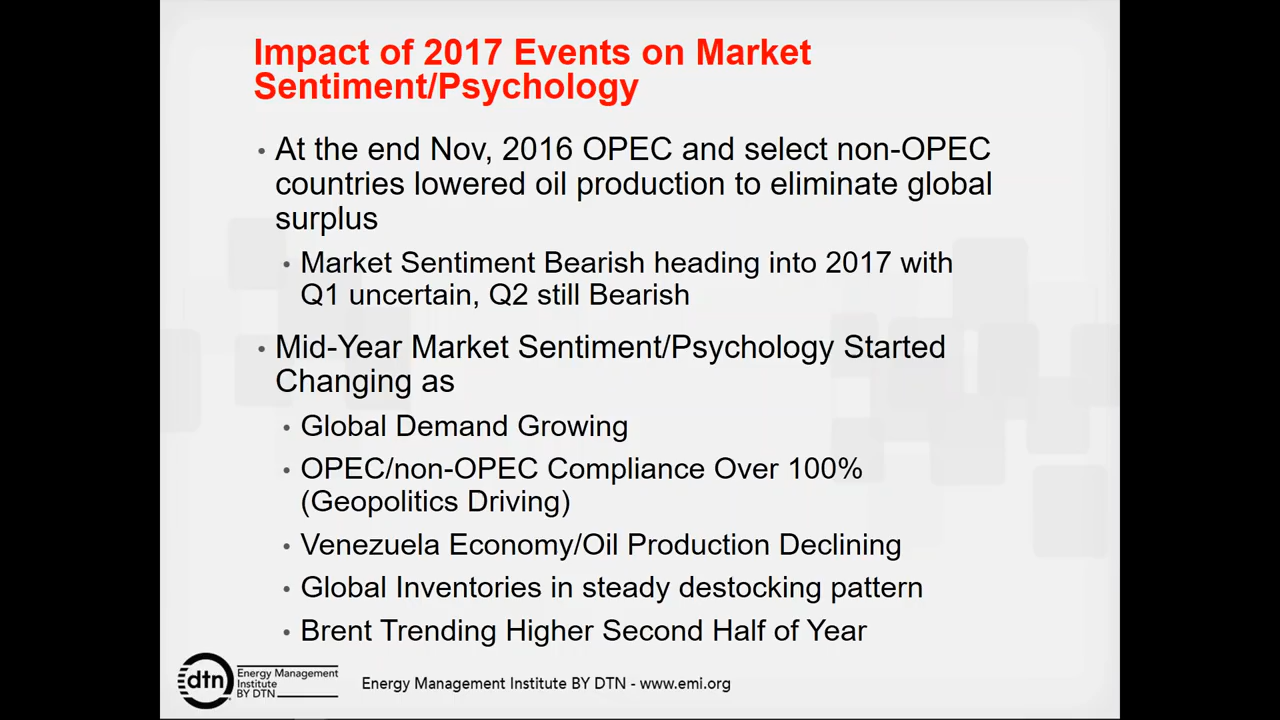 Impact of 2017 Events on Market
Sentiment/Psychology
• At the end Nov, 2016 OPEC and select non-OPEC
countries lowered oil production to eliminate global
surplus
• Market Sentiment Bearish heading into 2017 with
Q1 uncertain, Q2 still Bearish
• Mid-Year Market Sentiment/Psychology Started
Changing as
• Global Demand Growing
• OPEC/non-OPEC Compliance Over 100%
(Geopolitics Driving)
• Venezuela Economy/Oil Production Declining
• Global Inventories in steady destocking pattern
• Brent Trending Higher Second Half of Year
dtn
Energy Management
Institute
BY DTN
Energy Management Institute BY DTN - www.emi.org